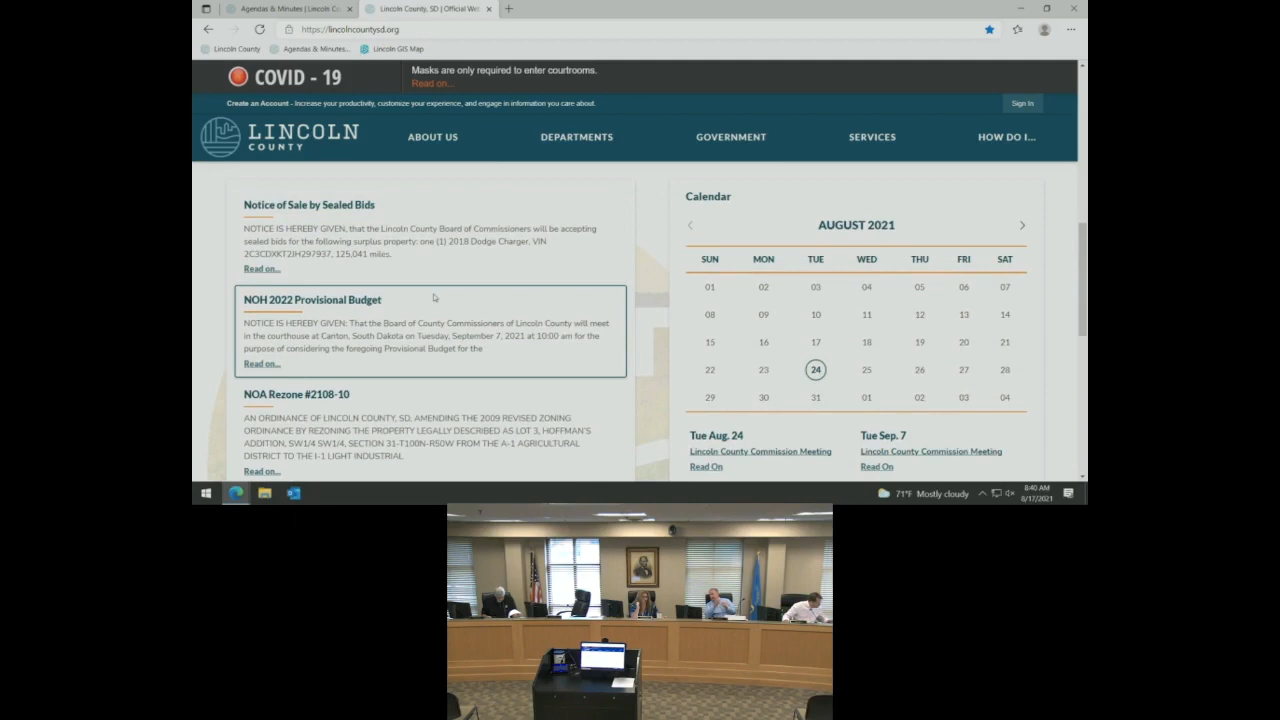 Agendas & Minutes | Lincoln Co
Lincoln County, SD | Official Web
https://lincolncountysd.org
Lincoln County
Agendas & Minutes...
Lincoln GIS Map
COVID - 19
Masks are only required to enter courtrooms.
Read on...
Create an Account - Increase your productivity, customize your experience, and engage in information you care about.
Sign In
LINCOLN
COUNTY
ABOUT US
DEPARTMENTS
GOVERNMENT
SERVICES
HOW DO I...
Notice of Sale by Sealed Bids
NOTICE IS HEREBY GIVEN, that the Lincoln County Board of Commissioners will be accepting
sealed bids for the following surplus property: one (1) 2018 Dodge Charger, VIN
2C3CDXKT2JH297937, 125,041 miles.
Read on...
NOH 2022 Provisional Budget
NOTICE IS HEREBY GIVEN: That the Board of County Commissioners of Lincoln County will meet
in the courthouse at Canton, South Dakota on Tuesday, September 7, 2021 at 10:00 am for the
purpose of considering the foregoing Provisional Budget for the
Read on...
NOA Rezone #2108-10
AN ORDINANCE OF LINCOLN COUNTY, SD, AMENDING THE 2009 REVISED ZONING
ORDINANCE BY REZONING THE PROPERTY LEGALLY DESCRIBED AS LOT 3, HOFFMAN'S
ADDITION, SW1/4 SW1/4, SECTION 31-T100N-R50W FROM THE A-1 AGRICULTURAL
DISTRICT TO THE I-1 LIGHT INDUSTRIAL
Read on...
Calendar
AUGUST 2021
SUN MON TUE WED THU FRI SAT
01 02 03 04 05 06 07
08 09 10 11 12 13 14
15 16 17 18 19 20 21
22 23 24 25 26 27 28
29 30 31 01 02 03 04
Tue Aug. 24
Lincoln County Commission Meeting
Read On
Tue Sep. 7
Lincoln County Commission Meeting
Read On
71°F Mostly cloudy
8:40 AM
8/17/2021